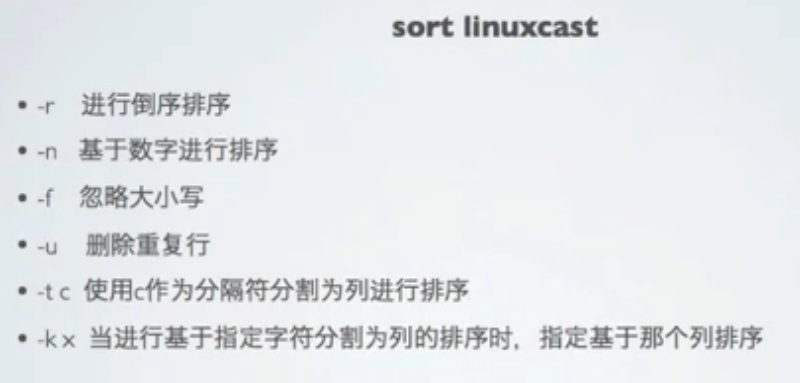 sort linuxcast
• -r 进行倒序排序
• -n 基于数字进行排序
• -f 忽略大小写
• -u 删除重复行
• -t c 使用c作为分隔符分割为列进行排序
• -k x 当进行基于指定字符分割为列的排序时，指定基于那个列排序